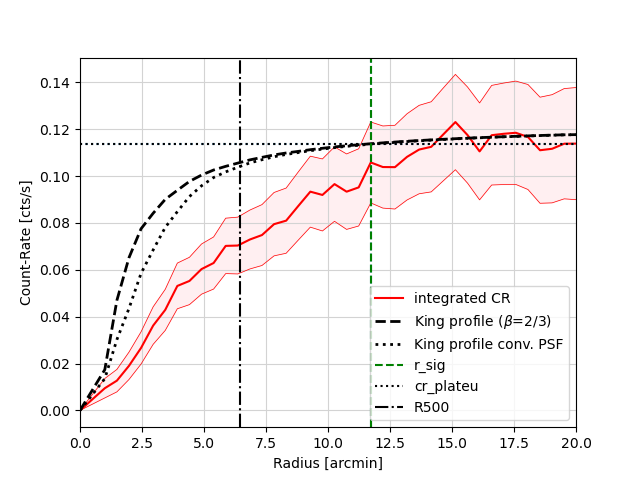 0.14
0.12
0.10
0.08
0.06
0.04
0.02
0.00
Count-Rate [cts/s]
integrated CR
King profile (β=2/3)
King profile conv. PSF
r_sig
cr_plateu
R500
0.0 2.5 5.0 7.5 10.0 12.5 15.0 17.5 20.0
Radius [arcmin]